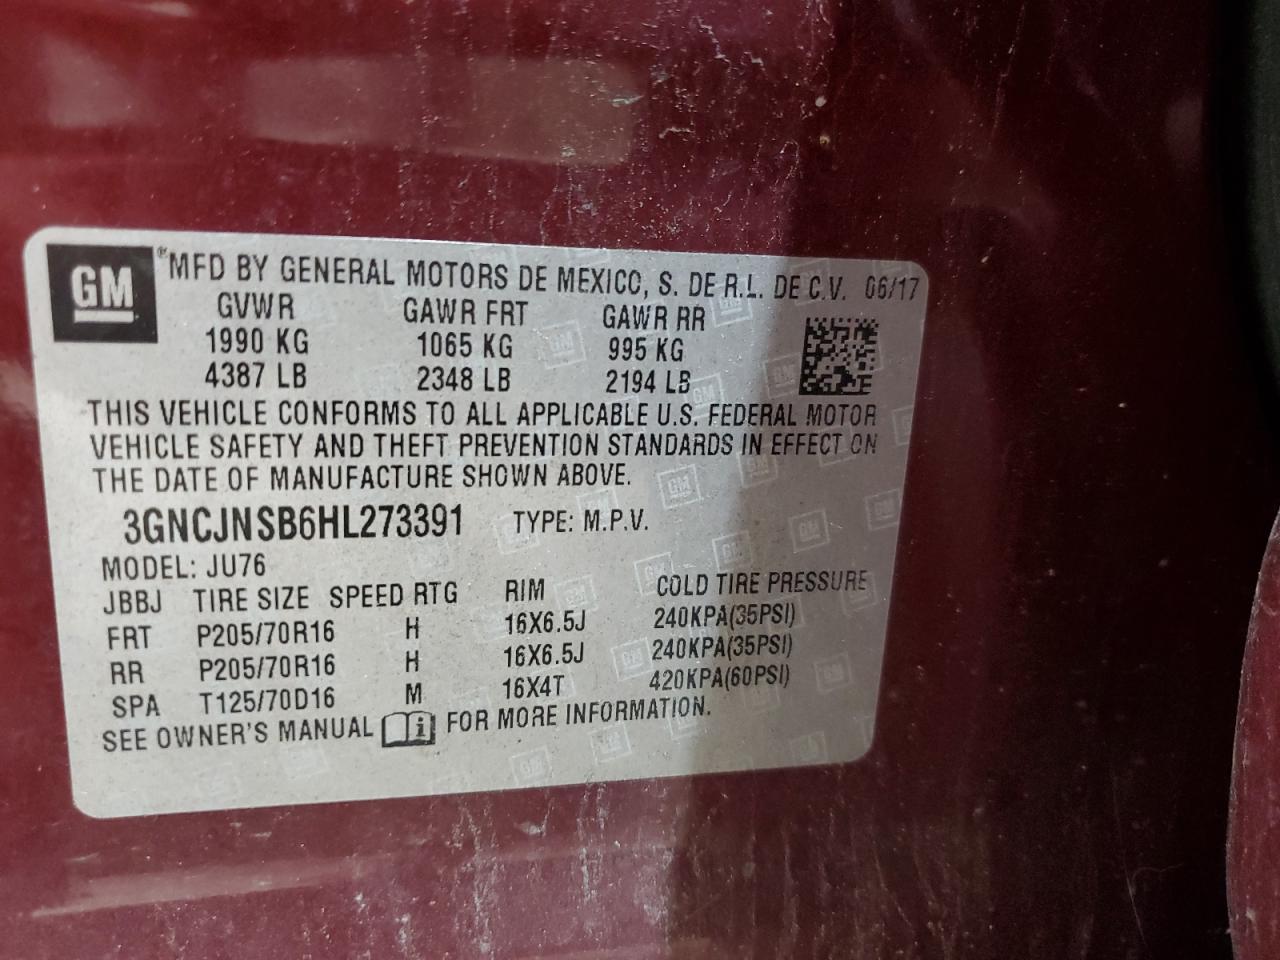 GM
®MFD BY GENERAL MOTORS DE MEXICO, S. DE R.L. DE C.V. 06/17
GVWR GAWR FRT GAWR RR
1990 KG 1065 KG 995 KG
4387 LB 2348 LB 2194 LB
THIS VEHICLE CONFORMS TO ALL APPLICABLE U.S. FEDERAL MOTOR
VEHICLE SAFETY AND THEFT PREVENTION STANDARDS IN EFFECT ON
THE DATE OF MANUFACTURE SHOWN ABOVE.
3GNCJNSB6HL273391 TYPE: M.P.V.
MODEL: JU76
JBBJ TIRE SIZE SPEED RTG RIM COLD TIRE PRESSURE
FRT P205/70R16 H 16X6.5J 240KPA(35PSI)
RR P205/70R16 H 16X6.5J 240KPA(35PSI)
SPA T125/70D16 M 16X4T 420KPA(60PSI)
SEE OWNER'S MANUAL i FOR MORE INFORMATION.